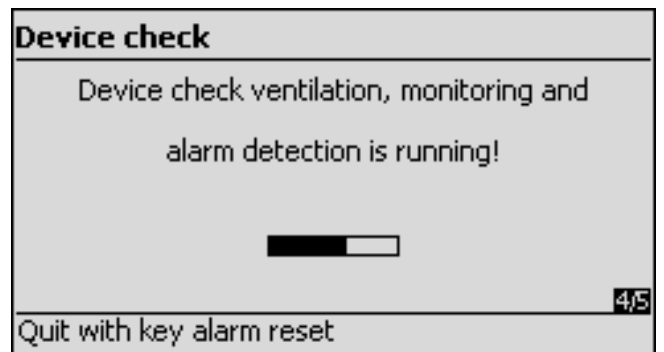 Device check
Device check ventilation, monitoring and
alarm detection is running!
4/5
Quit with key alarm reset